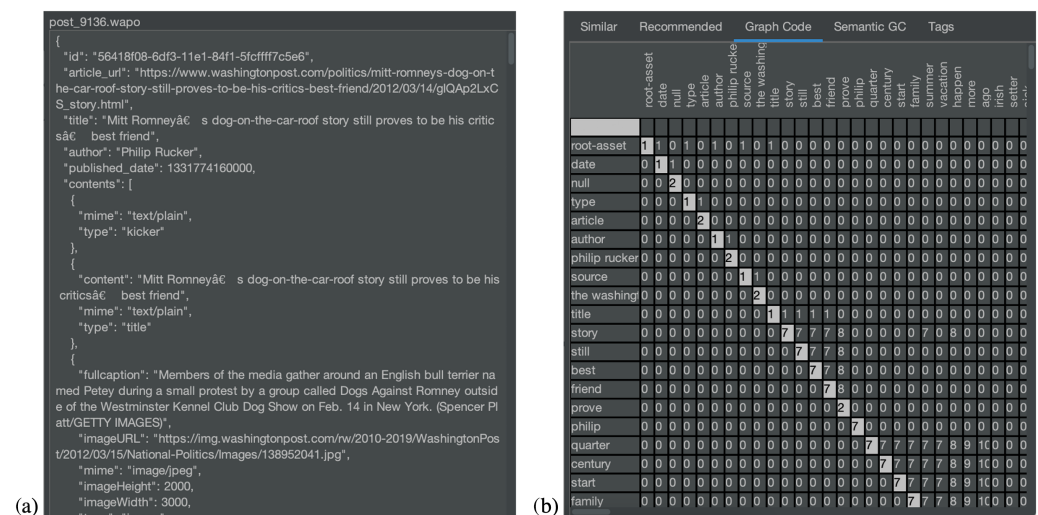 post_9136.wapo
{
"id": "56418f08-6df3-11e1-84f1-5fcffff7c5e6",
"article_url": "https://www.washingtonpost.com/politics/mitt-romneys-dog-on-t
he-car-roof-story-still-proves-to-be-his-critics-best-friend/2012/03/14/gIQAp2LxC
S_story.html",
"title": "Mitt Romneyâ€ s dog-on-the-car-roof story still proves to be his critic
sâ€ best friend",
"author": "Philip Rucker",
"published_date": 1331774160000,
"contents": [
{
"mime": "text/plain",
"type": "kicker"
},
{
"content": "Mitt Romneyâ€ s dog-on-the-car-roof story still proves to be his
criticsâ€ best friend",
"mime": "text/plain",
"type": "title"
},
{
"fullcaption": "Members of the media gather around an English bull terrier na
med Petey during a small protest by a group called Dogs Against Romney outsid
e of the Westminster Kennel Club Dog Show on Feb. 14 in New York. (Spencer Pl
att/GETTY IMAGES)",
"imageURL": "https://img.washingtonpost.com/rw/2010-2019/WashingtonPos
t/2012/03/15/National-Politics/Images/138952041.jpg",
"mime": "image/jpeg",
"imageHeight": 2000,
"imageWidth": 3000,
(a)
Similar Recommended Graph Code Semantic GC Tags
root-asset date null type article author philip rucke source the washing title story still best friend prove philip quarter century start family summer vacation happen more ago irish setter
root-asset 1 1 0 1 0 1 0 1 0 1 0 0 0 0 0 0 0 0 0 0 0 0 0 0 0 0 0
date 0 1 1 0 0 0 0 0 0 0 0 0 0 0 0 0 0 0 0 0 0 0 0 0 0 0 0
null 0 0 2 0 0 0 0 0 0 0 0 0 0 0 0 0 0 0 0 0 0 0 0 0 0 0 0
type 0 0 0 1 1 0 0 0 0 0 0 0 0 0 0 0 0 0 0 0 0 0 0 0 0 0 0
article 0 0 0 0 2 0 0 0 0 0 0 0 0 0 0 0 0 0 0 0 0 0 0 0 0 0 0
author 0 0 0 0 0 1 1 0 0 0 0 0 0 0 0 0 0 0 0 0 0 0 0 0 0 0 0
philip rucker 0 0 0 0 0 0 2 0 0 0 0 0 0 0 0 0 0 0 0 0 0 0 0 0 0 0 0
source 0 0 0 0 0 0 0 1 1 0 0 0 0 0 0 0 0 0 0 0 0 0 0 0 0 0 0
the washingt 0 0 0 0 0 0 0 0 2 0 0 0 0 0 0 0 0 0 0 0 0 0 0 0 0 0 0
title 0 0 0 0 0 0 0 0 0 1 1 1 1 1 0 0 0 0 0 0 0 0 0 0 0 0 0
story 0 0 0 0 0 0 0 0 0 0 7 7 7 7 8 0 0 0 0 0 7 0 8 0 0 0 0
still 0 0 0 0 0 0 0 0 0 0 0 7 7 7 8 0 0 0 0 0 0 0 0 0 0 0 0
best 0 0 0 0 0 0 0 0 0 0 0 0 7 7 8 0 0 0 0 0 0 0 0 0 0 0 0
friend 0 0 0 0 0 0 0 0 0 0 0 0 0 7 8 0 0 0 0 0 0 0 0 0 0 0 0
prove 0 0 0 0 0 0 0 0 0 0 0 0 0 0 2 0 0 0 0 0 0 0 0 0 0 0 0
philip 0 0 0 0 0 0 0 0 0 0 0 0 0 0 0 7 0 0 0 0 0 0 0 0 0 0 0
quarter 0 0 0 0 0 0 0 0 0 0 0 0 0 0 0 0 7 7 7 7 7 7 8 9 10 0 0
century 0 0 0 0 0 0 0 0 0 0 0 0 0 0 0 0 0 7 7 7 7 7 8 9 10 0 0
start 0 0 0 0 0 0 0 0 0 0 0 0 0 0 0 0 0 0 7 7 7 7 8 9 10 0 0
family 0 0 0 0 0 0 0 0 0 0 0 0 0 0 0 0 0 0 0 7 7 7 8 9 10 0 0
(b)